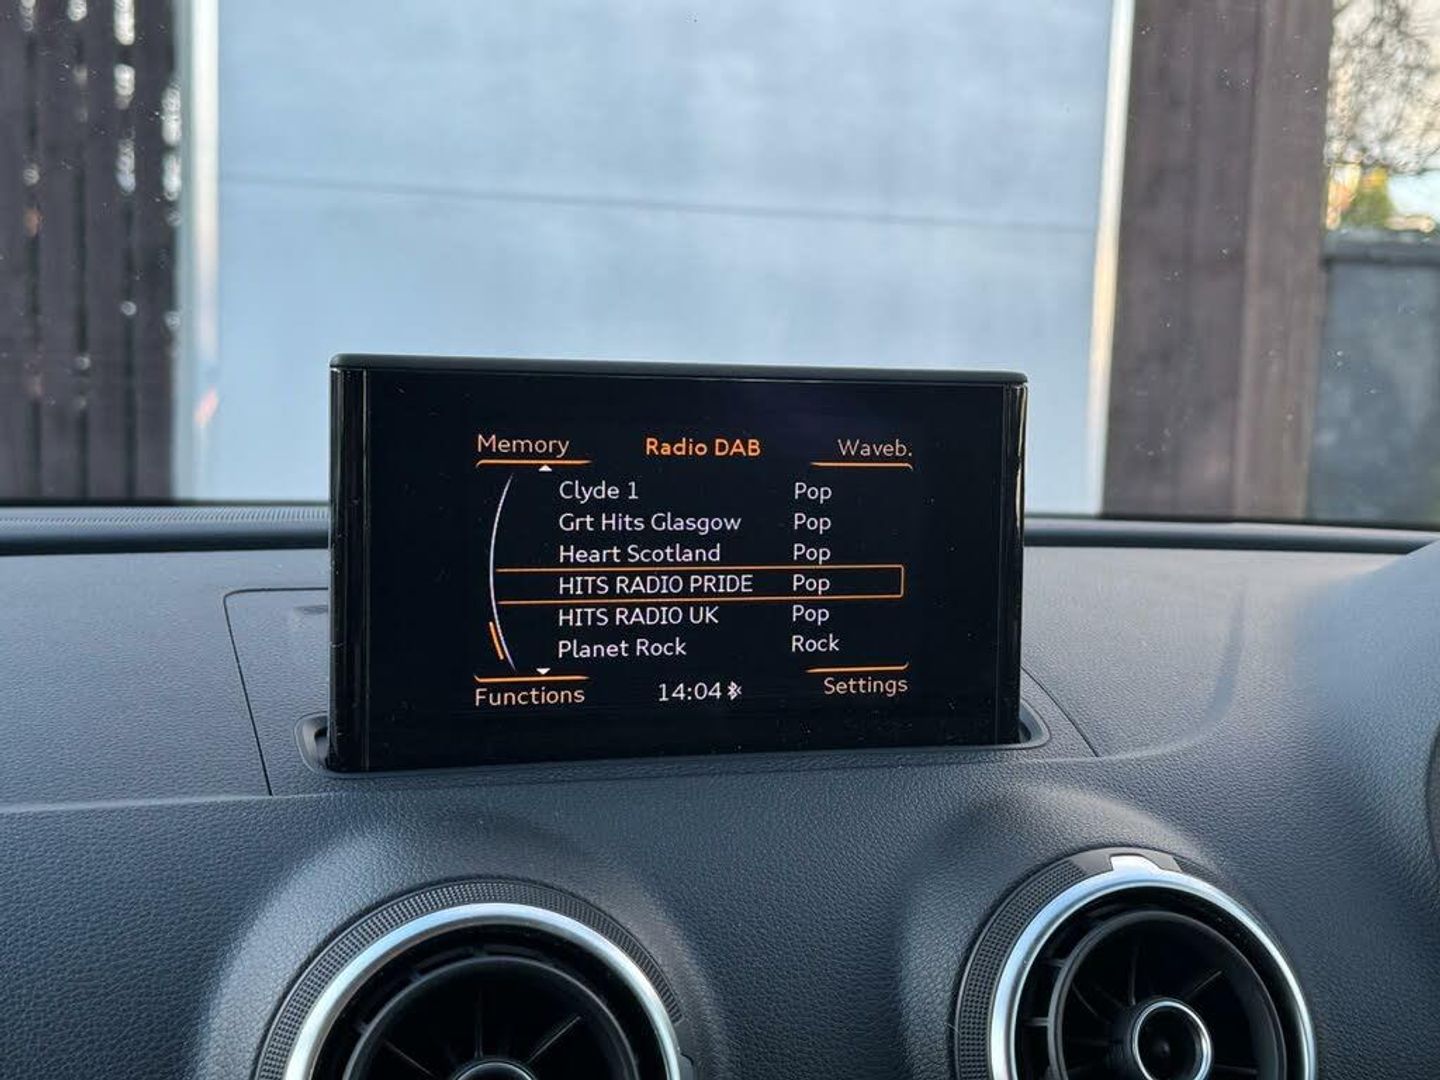 Memory Radio DAB Waveb.
Clyde 1 Pop
Grt Hits Glasgow Pop
Heart Scotland Pop
HITS RADIO PRIDE Pop
HITS RADIO UK Pop
Planet Rock Rock
Functions 14:04 Settings